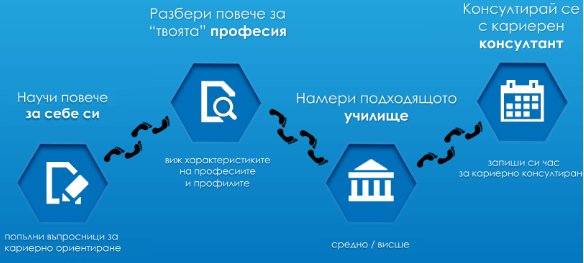 Научи повече
за себе си
попълни въпросници за
кариерно ориентиране
Разбери повече за
“твоята” професия
виж характеристиките
на професиите
и профилите
Намери подходящото
училище
средно / висше
Консултирай се
с кариерен
консултант
запиши си час
за кариерно консултиране